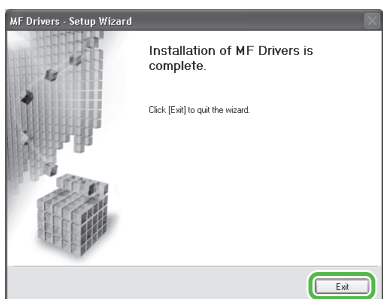 MF Drivers - Setup Wizard
Installation of MF Drivers is
complete.
Click [Exit] to quit the wizard.
Exit